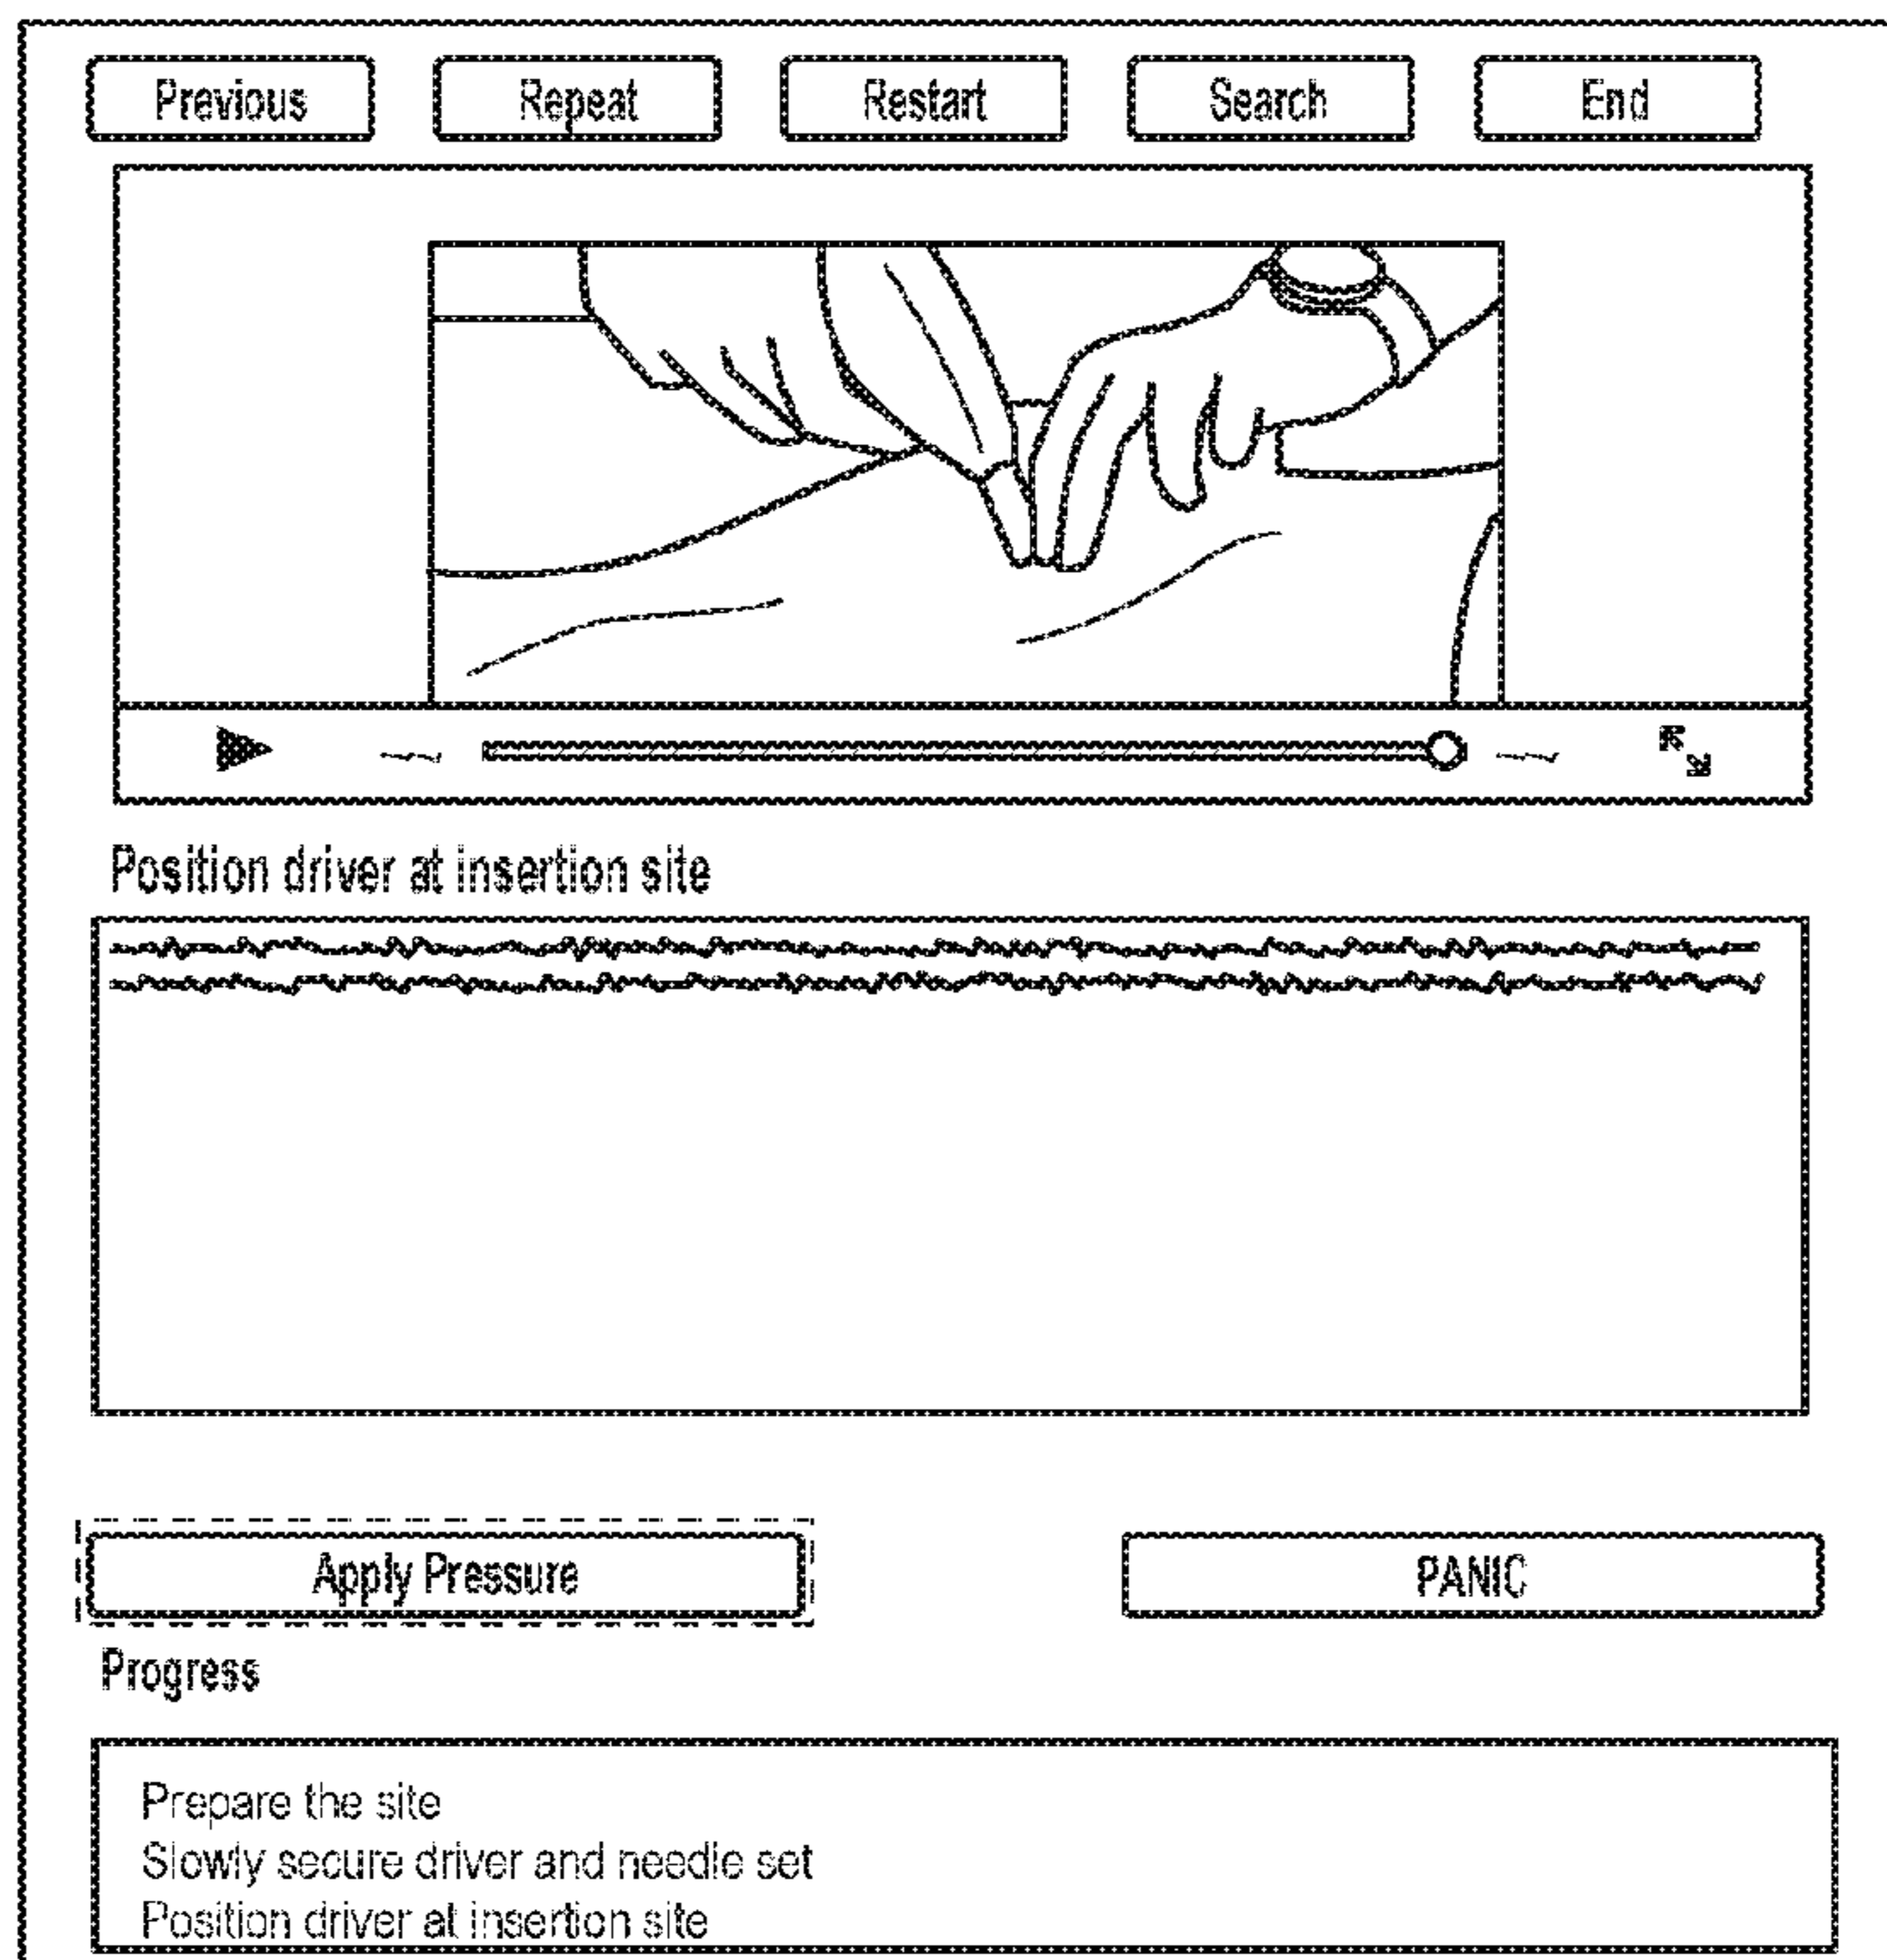 Previous Repeat Restart Search End
Position driver at insertion site
Apply Pressure PANIC
Progress
Prepare the site
Slowly secure driver and needle set
Position driver at insertion site